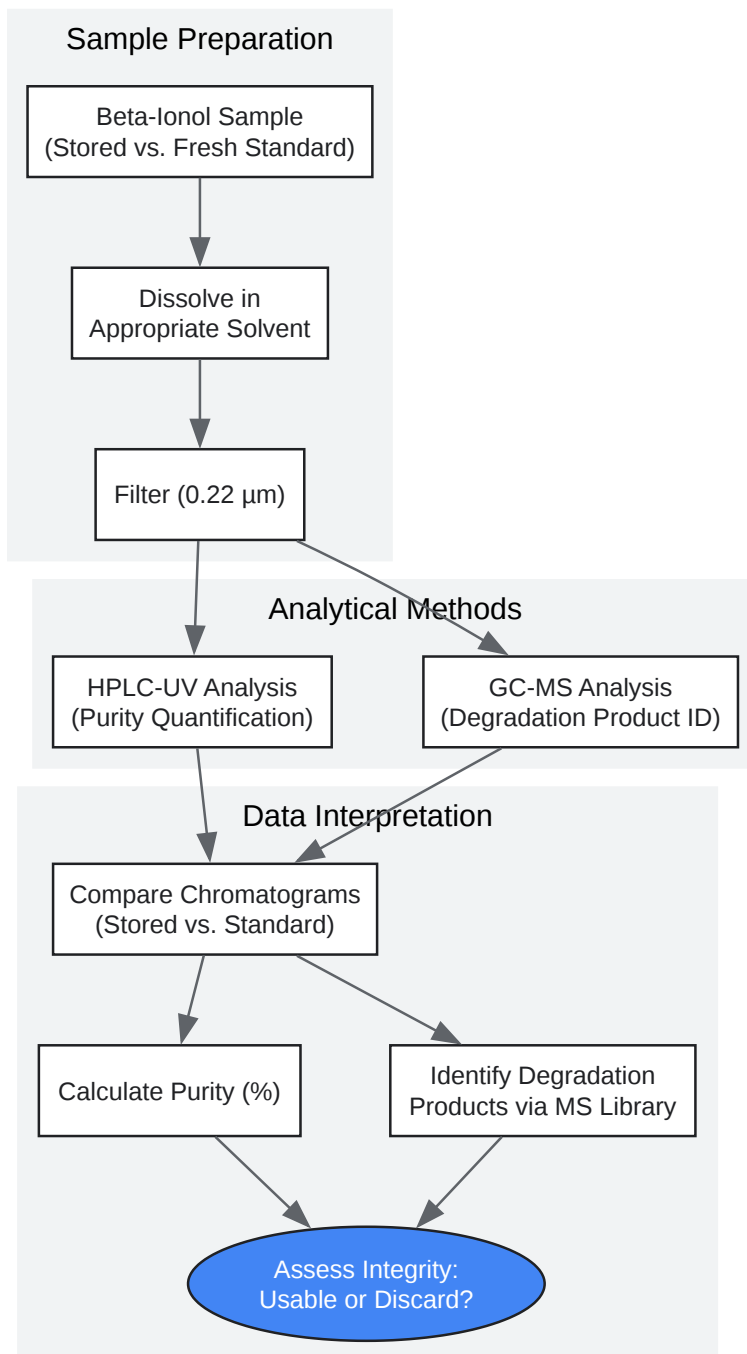 Sample Preparation
Beta-Ionol Sample
(Stored vs. Fresh Standard)
Dissolve in
Appropriate Solvent
Filter (0.22 µm)
Analytical Methods
HPLC-UV Analysis
(Purity Quantification)
GC-MS Analysis
(Degradation Product ID)
Data Interpretation
Compare Chromatograms
(Stored vs. Standard)
Calculate Purity (%)
Identify Degradation
Products via MS Library
Assess Integrity:
Usable or Discard?